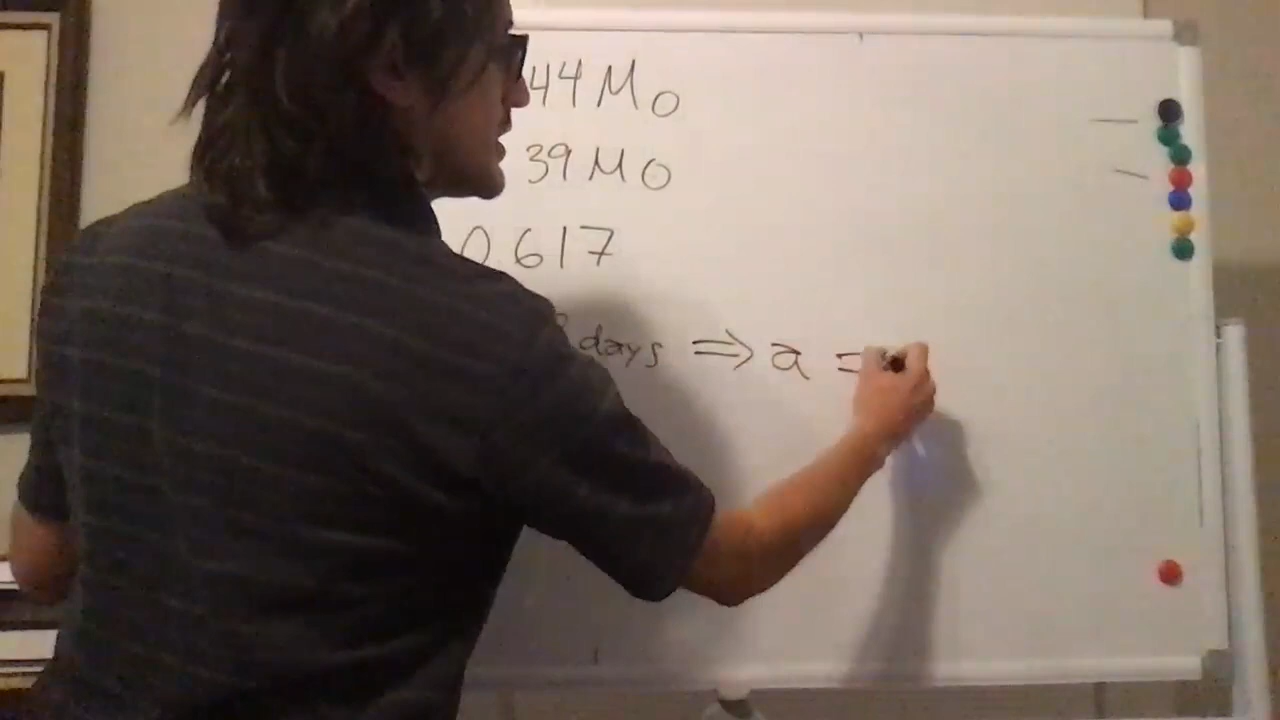 44 M o
39 M o
0.617
days ⇒ a =